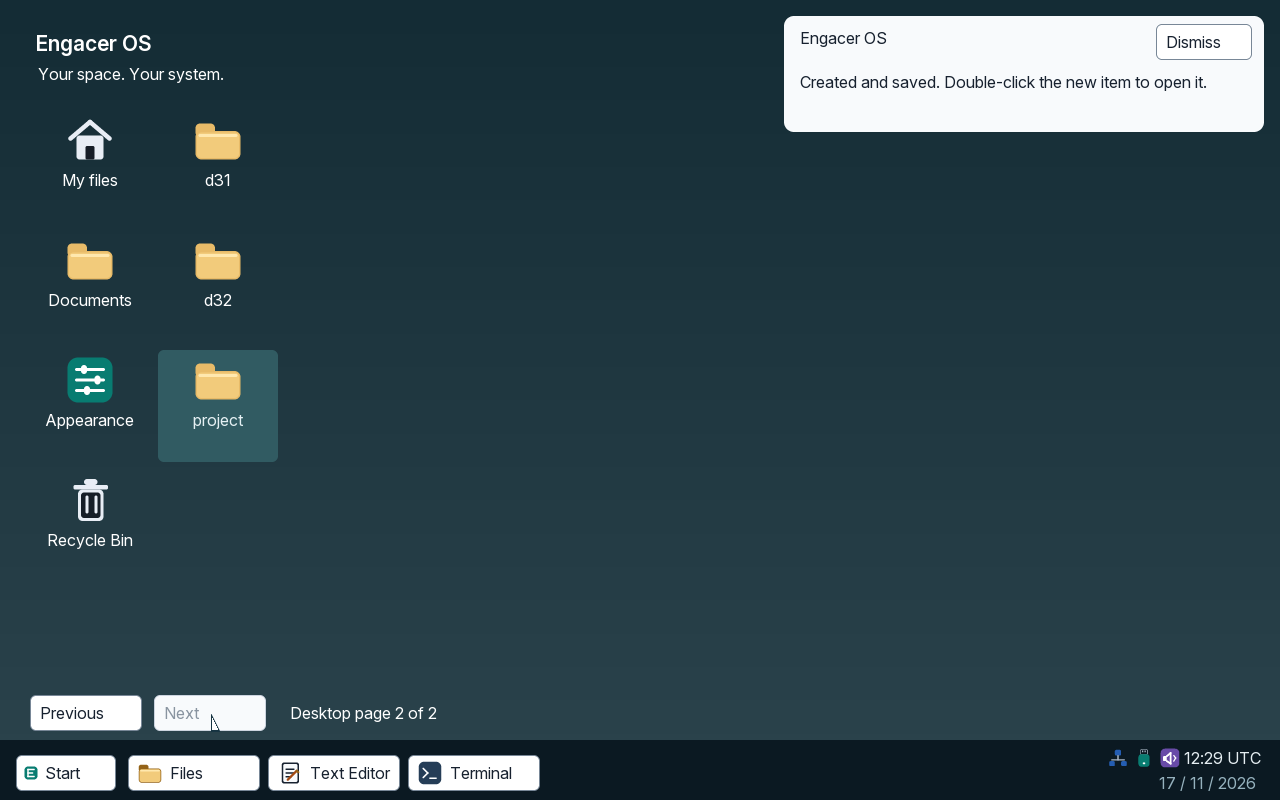 Engacer OS
Your space. Your system.
Engacer OS
Dismiss
Created and saved. Double-click the new item to open it.
My files
d31
Documents
d32
Appearance
project
Recycle Bin
Previous
Next
Desktop page 2 of 2
Start
Files
Text Editor
Terminal
12:29 UTC
17 / 11 / 2026